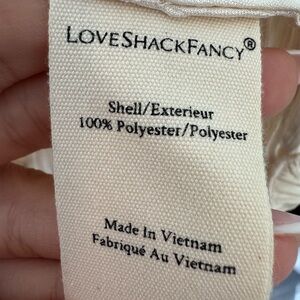 LOVESHACKFANCY®
Shell/Exterieur
100% Polyester/Polyester
Made In Vietnam
Fabriqué Au Vietnam